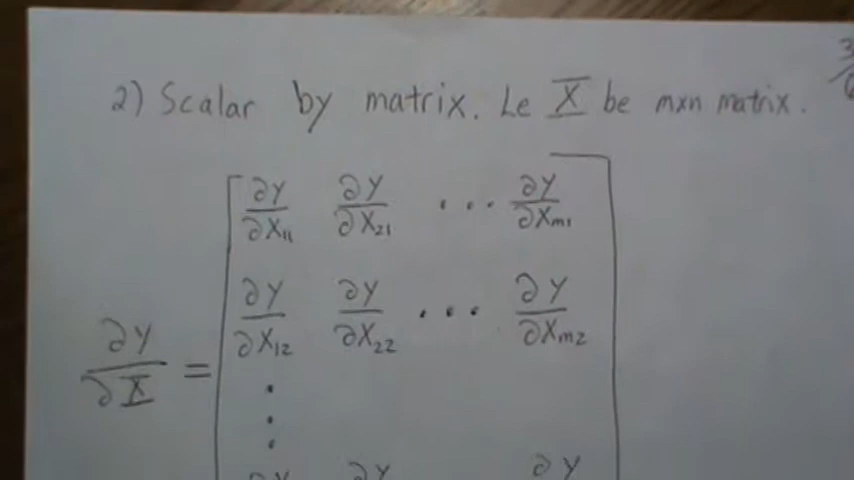 2) Scalar by matrix. Le X be mxn matrix.
∂Y/∂X₁₁ ∂Y/∂X₂₁ ... ∂Y/∂Xₘ₁
∂Y/∂X₁₂ ∂Y/∂X₂₂ ... ∂Y/∂Xₘ₂
∂Y/∂X =
∂Y ∂Y ∂Y